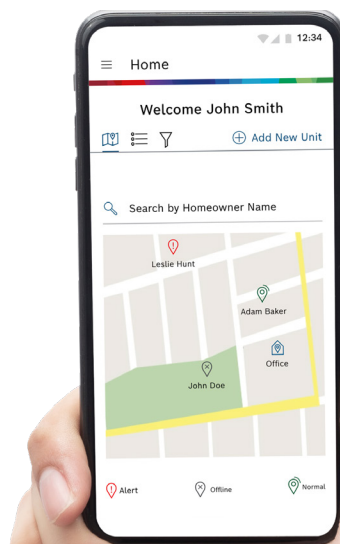 12:34
Home
Welcome John Smith
Add New Unit
Search by Homeowner Name
Leslie Hunt
Adam Baker
Office
John Doe
Alert
Offline
Normal